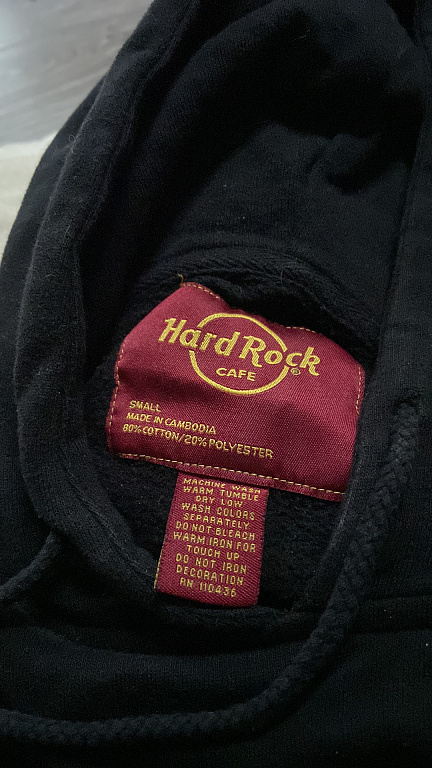 Hard Rock®
CAFE
SMALL
MADE IN CAMBODIA
80% COTTON/20% POLYESTER
MACHINE WASH
WARM TUMBLE
DRY LOW
WASH COLORS
SEPARATELY
DO NOT BLEACH
WARM IRON FOR
TOUCH UP
DO NOT IRON
DECORATION
RN 110436